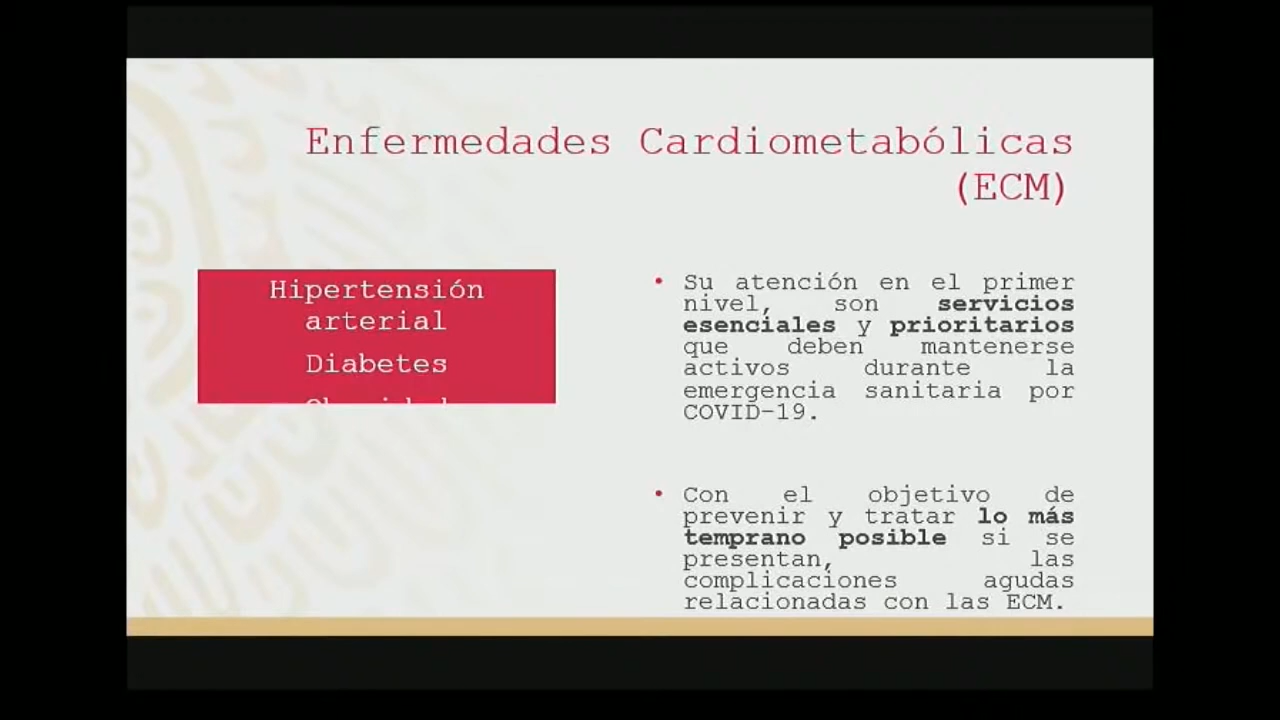 Enfermedades Cardiometabólicas
(ECM)
Hipertensión
arterial
Diabetes
• Su atención en el primer
nivel, son servicios
esenciales y prioritarios
que deben mantenerse
activos durante la
emergencia sanitaria por
COVID-19.
• Con el objetivo de
prevenir y tratar lo más
temprano posible si se
presentan, las
complicaciones agudas
relacionadas con las ECM.